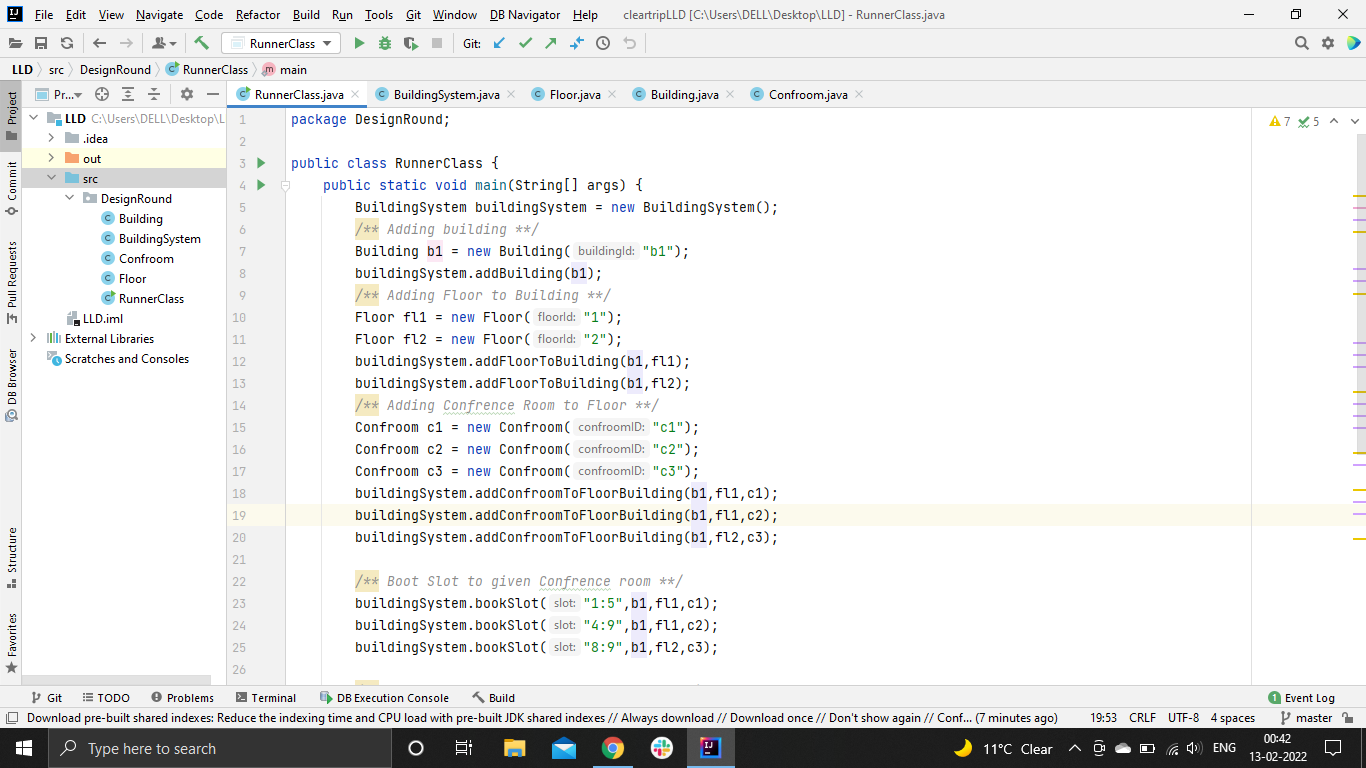 File Edit View Navigate Code Refactor Build Run Tools Git Window DB Navigator Help cleartripLLD [C:\Users\DELL\Desktop\LLD] - RunnerClass.java
RunnerClass Git:
LLD src DesignRound RunnerClass main
Pr... RunnerClass.java BuildingSystem.java Floor.java Building.java Confroom.java
Project
Commit
Pull Requests
DB Browser
Structure
Favorites
LLD C:\Users\DELL\Desktop\L
.idea
out
src
DesignRound
Building
BuildingSystem
Confroom
Floor
RunnerClass
LLD.iml
External Libraries
Scratches and Consoles
7 5
1 package DesignRound;
2
3 public class RunnerClass {
4 public static void main(String[] args) {
5 BuildingSystem buildingSystem = new BuildingSystem();
6 /** Adding building **/
7 Building b1 = new Building( buildingId: "b1");
8 buildingSystem.addBuilding(b1);
9 /** Adding Floor to Building **/
10 Floor fl1 = new Floor( floorId: "1");
11 Floor fl2 = new Floor( floorId: "2");
12 buildingSystem.addFloorToBuilding(b1,fl1);
13 buildingSystem.addFloorToBuilding(b1,fl2);
14 /** Adding Confrence Room to Floor **/
15 Confroom c1 = new Confroom( confroomID: "c1");
16 Confroom c2 = new Confroom( confroomID: "c2");
17 Confroom c3 = new Confroom( confroomID: "c3");
18 buildingSystem.addConfroomToFloorBuilding(b1,fl1,c1);
19 buildingSystem.addConfroomToFloorBuilding(b1,fl1,c2);
20 buildingSystem.addConfroomToFloorBuilding(b1,fl2,c3);
21
22 /** Boot Slot to given Confrence room **/
23 buildingSystem.bookSlot( slot: "1:5",b1,fl1,c1);
24 buildingSystem.bookSlot( slot: "4:9",b1,fl1,c2);
25 buildingSystem.bookSlot( slot: "8:9",b1,fl2,c3);
26
Git TODO Problems Terminal DB Execution Console Build 1 Event Log
Download pre-built shared indexes: Reduce the indexing time and CPU load with pre-built JDK shared indexes // Always download // Download once // Don't show again // Conf... (7 minutes ago) 19:53 CRLF UTF-8 4 spaces master
Type here to search 11°C Clear ENG 00:42
13-02-2022